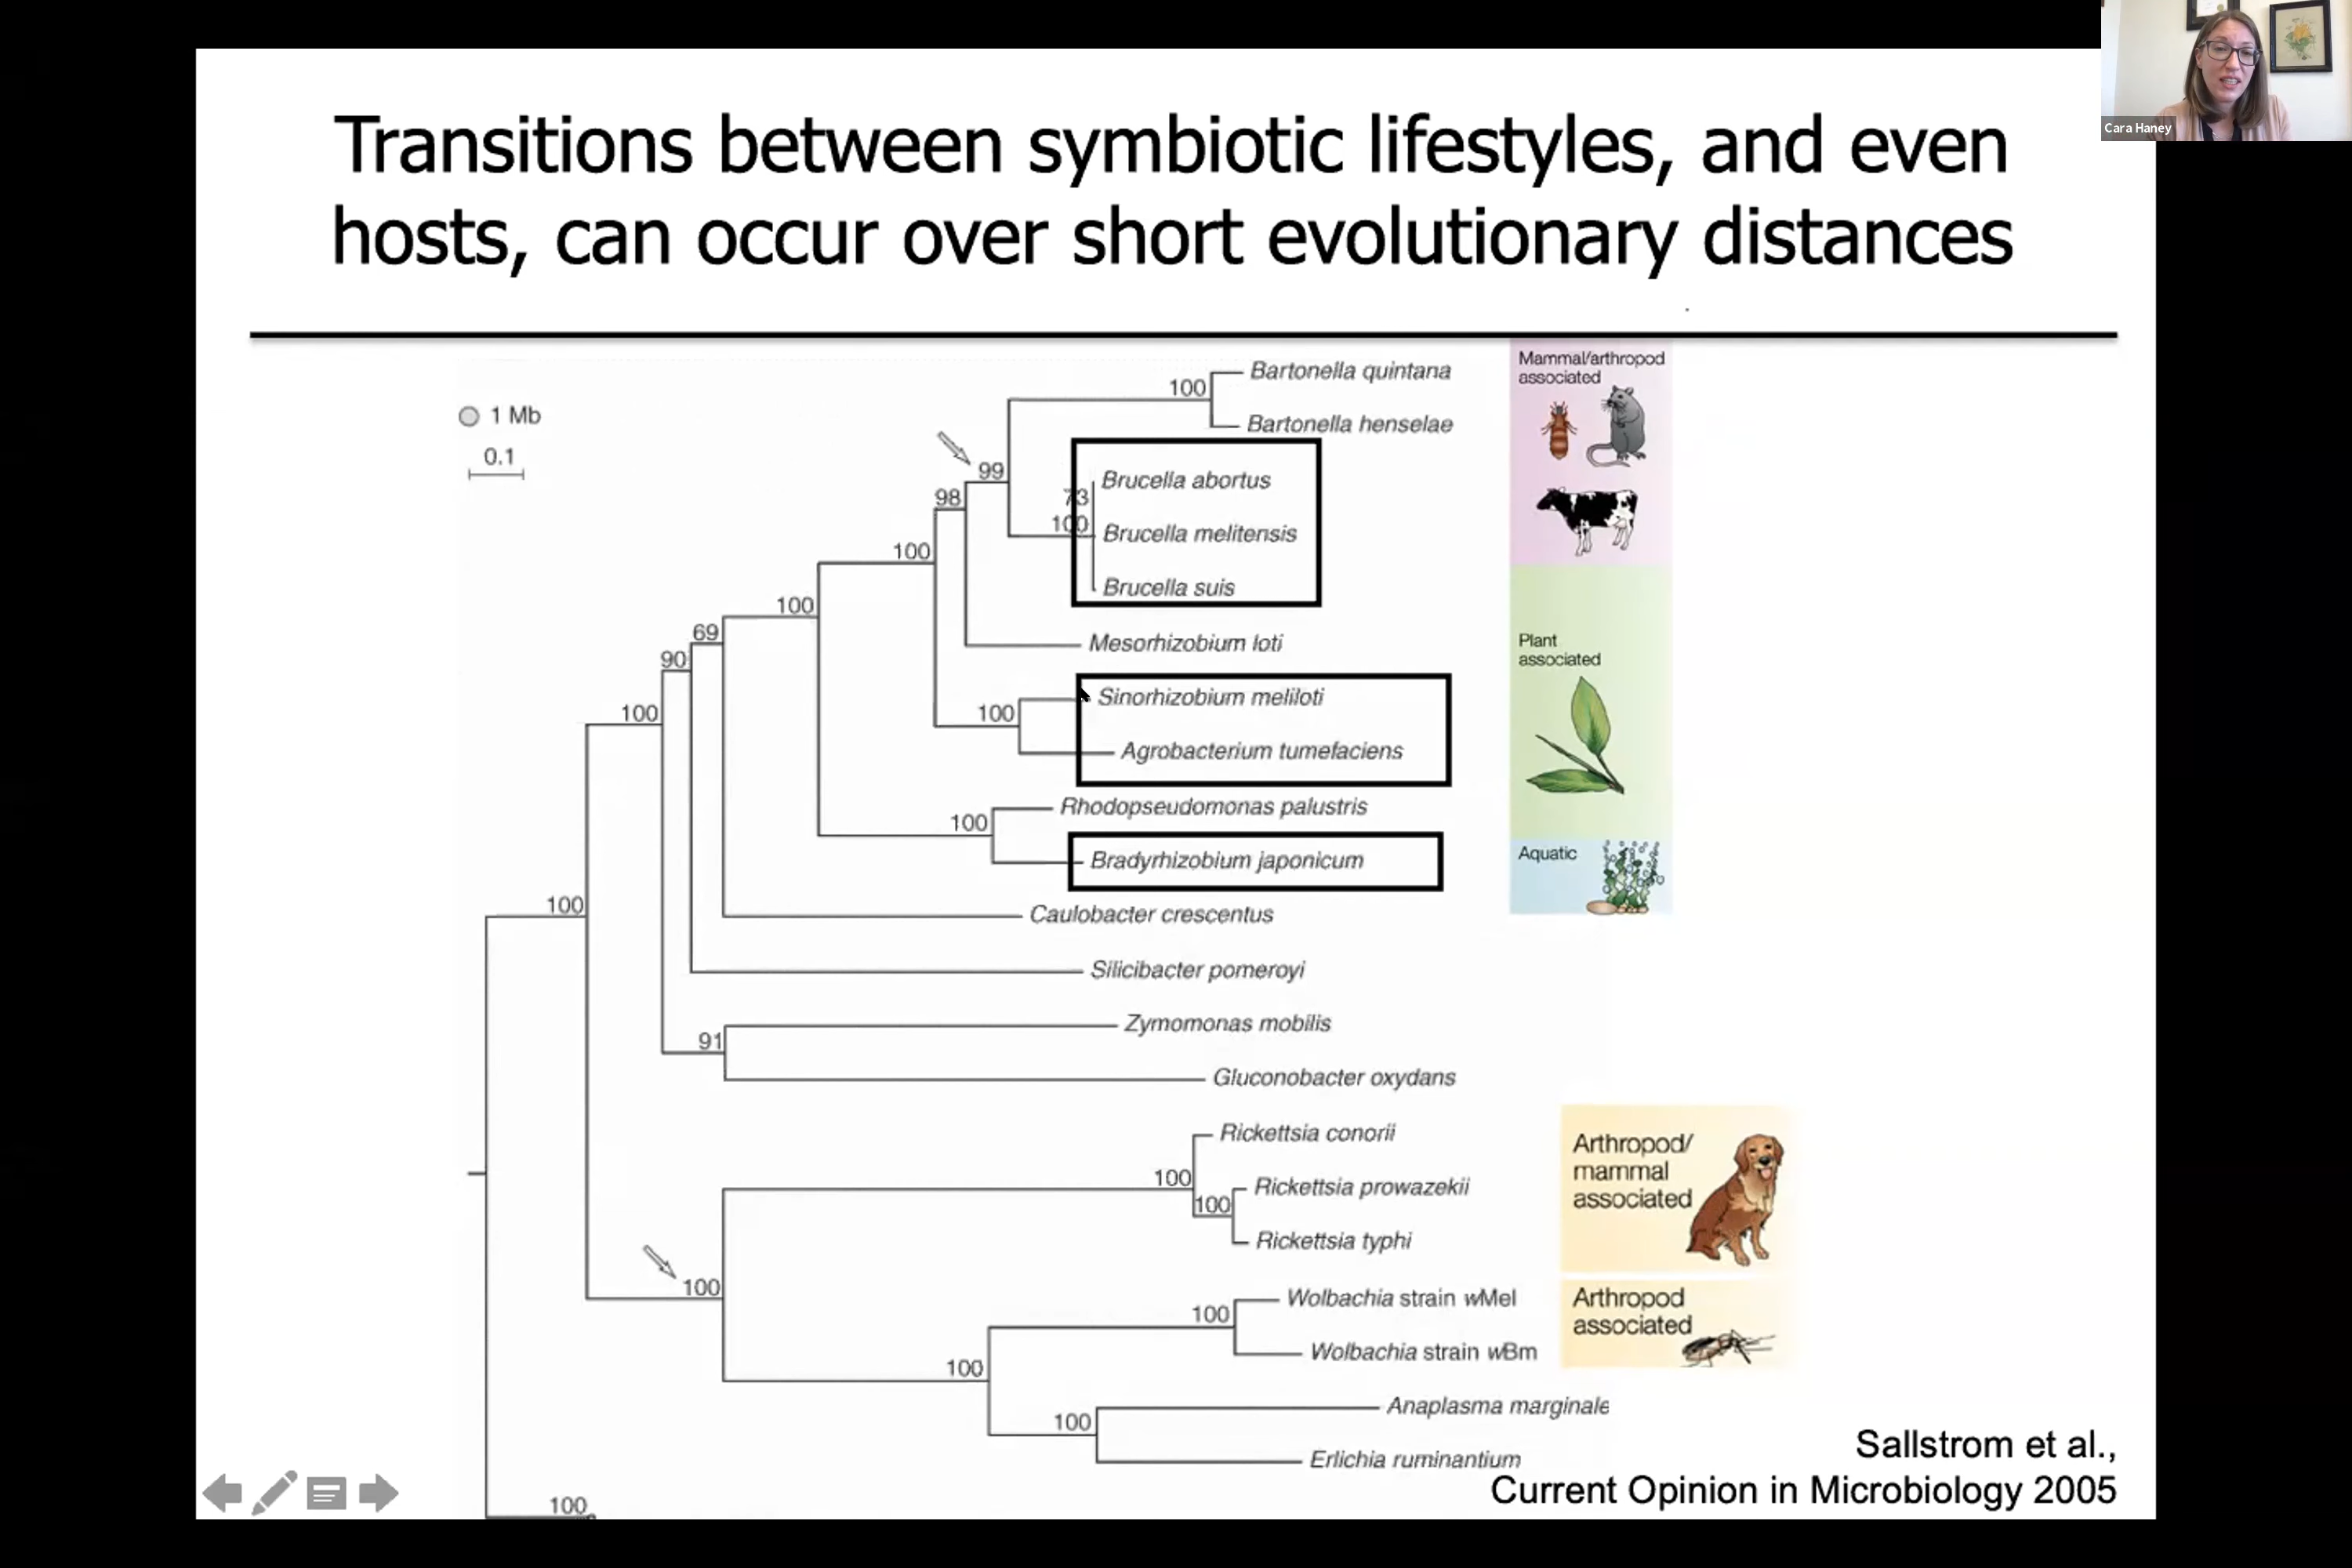 Cara Haney
Transitions between symbiotic lifestyles, and even
hosts, can occur over short evolutionary distances
1 Mb
0.1
100
Bartonella quintana
Bartonella henselae
99
98
73
100
Brucella abortus
Brucella melitensis
Brucella suis
100
100
69
90
100
Mesorhizobium loti
100
Sinorhizobium meliloti
Agrobacterium tumefaciens
100
Rhodopseudomonas palustris
Bradyrhizobium japonicum
100
Caulobacter crescentus
Silicibacter pomeroyi
91
Zymomonas mobilis
Gluconobacter oxydans
100
100
Rickettsia conorii
Rickettsia prowazekii
Rickettsia typhi
100
100
Wolbachia strain wMel
Wolbachia strain wBm
100
100
Anaplasma marginale
Erlichia ruminantium
100
Mammal/arthropod
associated
Plant
associated
Aquatic
Arthropod/
mammal
associated
Arthropod
associated
Sallstrom et al.,
Current Opinion in Microbiology 2005